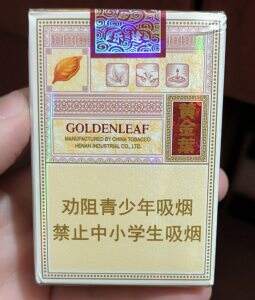 GOLDENLEAF
MANUFACTURED BY CHINA TOBACCO
HENAN INDUSTRIAL CO., LTD.
黄金葉
劝阻青少年吸烟
禁止中小学生吸烟